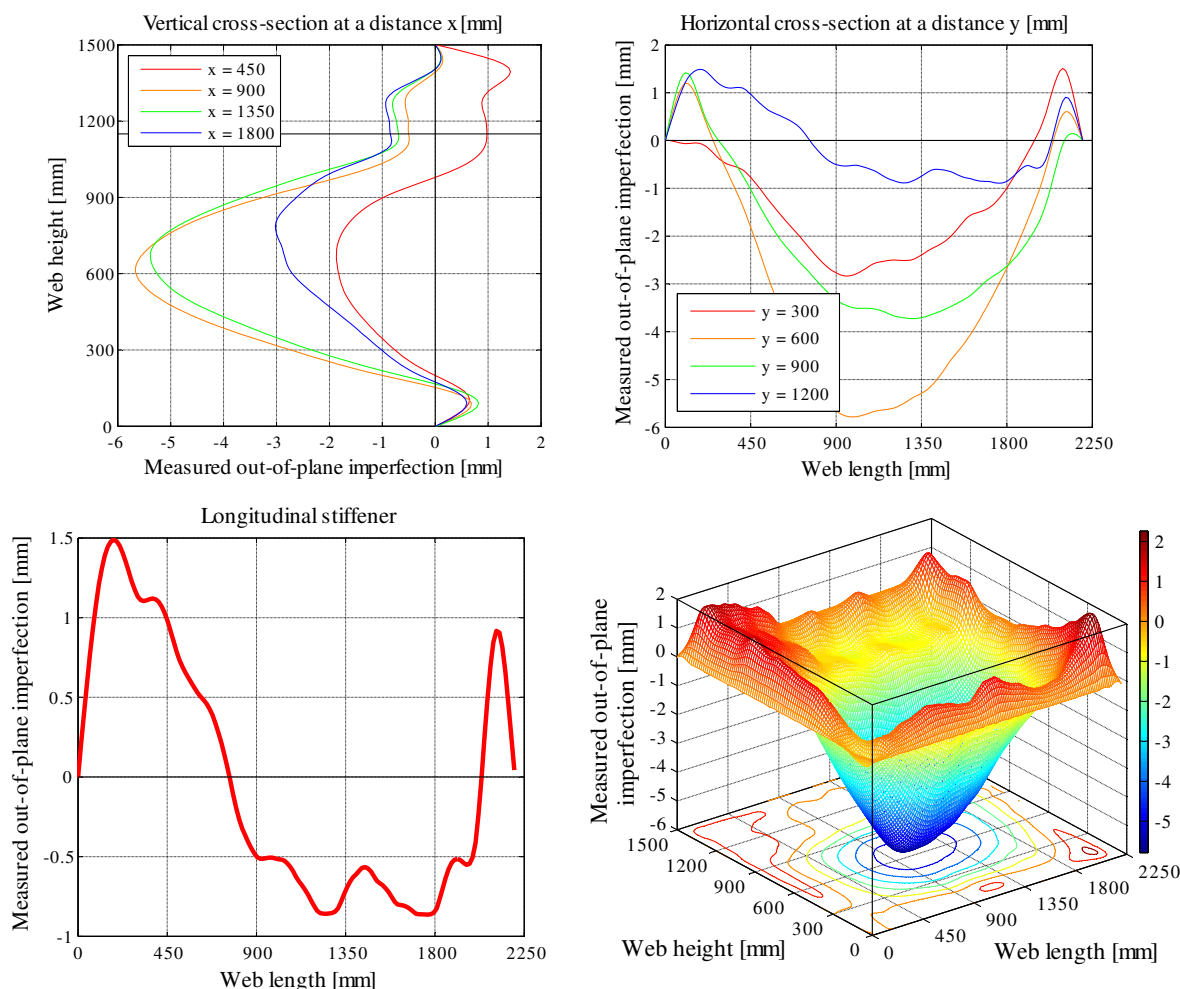 Vertical cross-section at a distance x [mm]
1500
1200
900
600
300
0
Web height [mm]
x = 450
x = 900
x = 1350
x = 1800
-6 -5 -4 -3 -2 -1 0 1 2
Measured out-of-plane imperfection [mm]
Horizontal cross-section at a distance y [mm]
2
1
0
-1
-2
-3
-4
-5
-6
Measured out-of-plane imperfection [mm]
y = 300
y = 600
y = 900
y = 1200
0 450 900 1350 1800 2250
Web length [mm]
Longitudinal stiffener
1.5
1
0.5
0
-0.5
-1
Measured out-of-plane imperfection [mm]
0 450 900 1350 1800 2250
Web length [mm]
2
1
0
-1
-2
-3
-4
-5
-6
Measured out-of-plane
imperfection [mm]
1500
1200
900
600
300
0
Web height [mm]
0
450
900
1350
1800
2250
Web length [mm]
2
1
0
-1
-2
-3
-4
-5